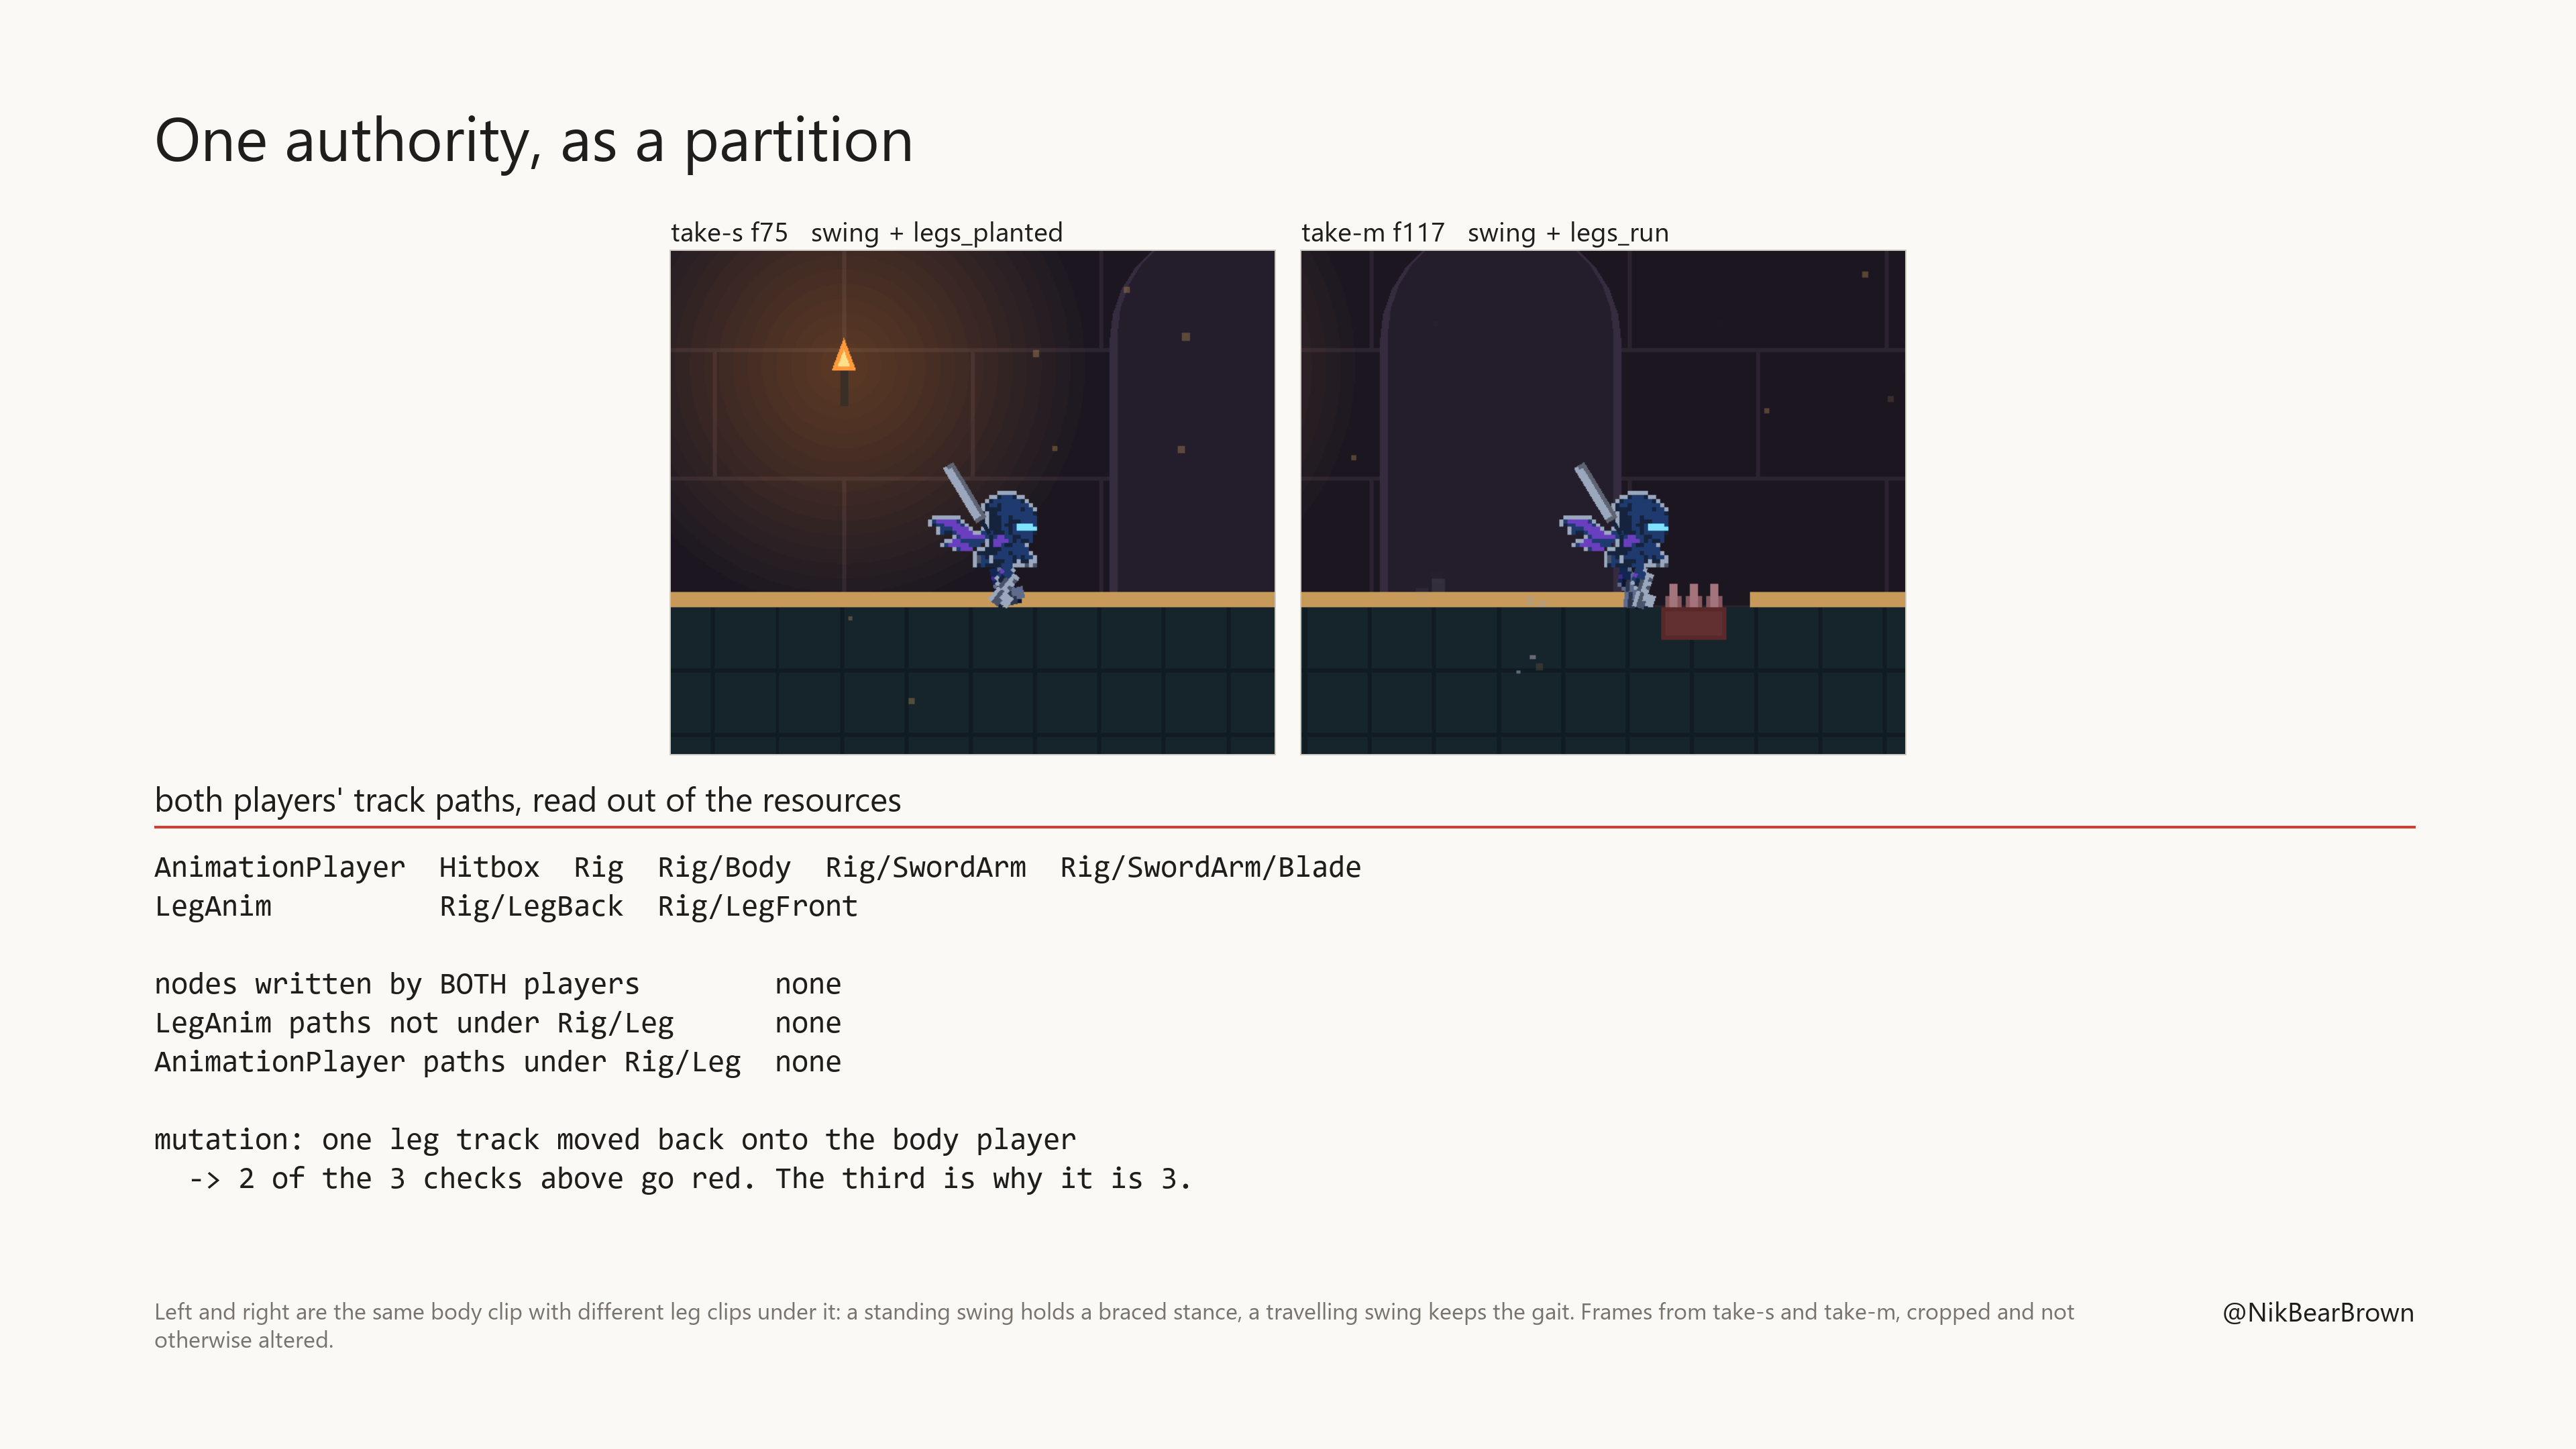 One authority, as a partition
take-s f75   swing + legs_planted
take-m f117   swing + legs_run
both players' track paths, read out of the resources
AnimationPlayer  Hitbox  Rig  Rig/Body  Rig/SwordArm  Rig/SwordArm/Blade
LegAnim          Rig/LegBack  Rig/LegFront
nodes written by BOTH players        none
LegAnim paths not under Rig/Leg      none
AnimationPlayer paths under Rig/Leg  none
mutation: one leg track moved back onto the body player
  -> 2 of the 3 checks above go red. The third is why it is 3.
Left and right are the same body clip with different leg clips under it: a standing swing holds a braced stance, a travelling swing keeps the gait. Frames from take-s and take-m, cropped and not
otherwise altered.
@NikBearBrown